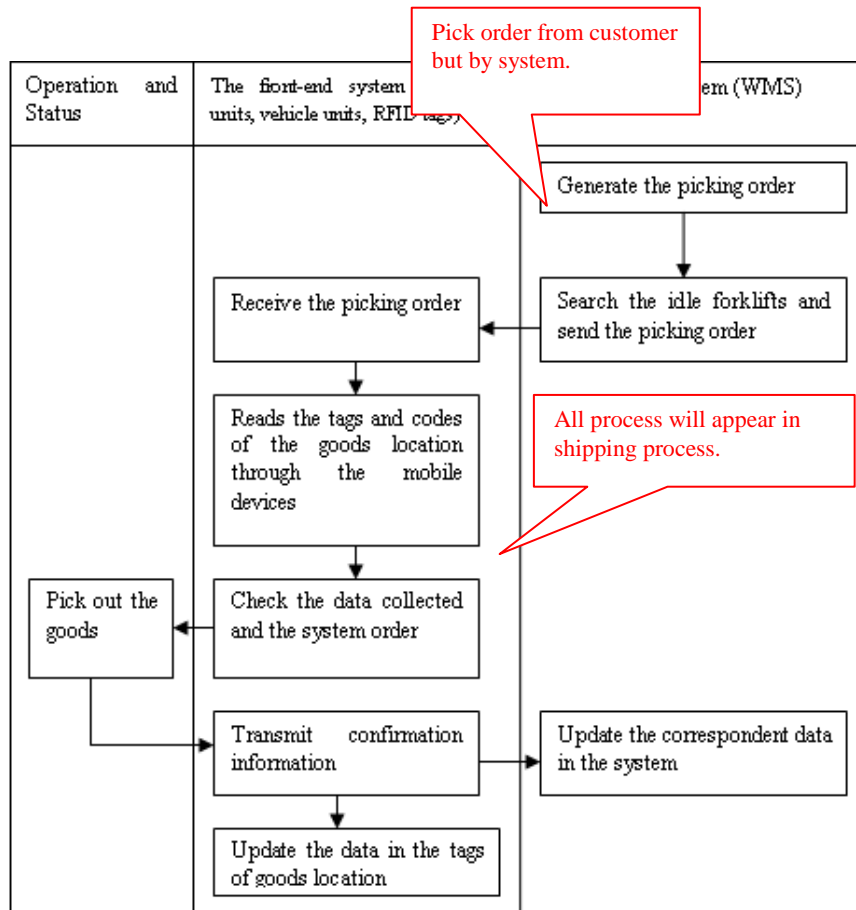 Pick order from customer
but by system.
Operation and
Status
The front-end system
units, vehicle units, RFID tags)
em (WMS)
Generate the picking order
Receive the picking order
Search the idle forklifts and
send the picking order
Reads the tags and codes
of the goods location
through the mobile
devices
All process will appear in
shipping process.
Pick out the
goods
Check the data collected
and the system order
Transmit confirmation
information
Update the correspondent data
in the system
Update the data in the tags
of goods location